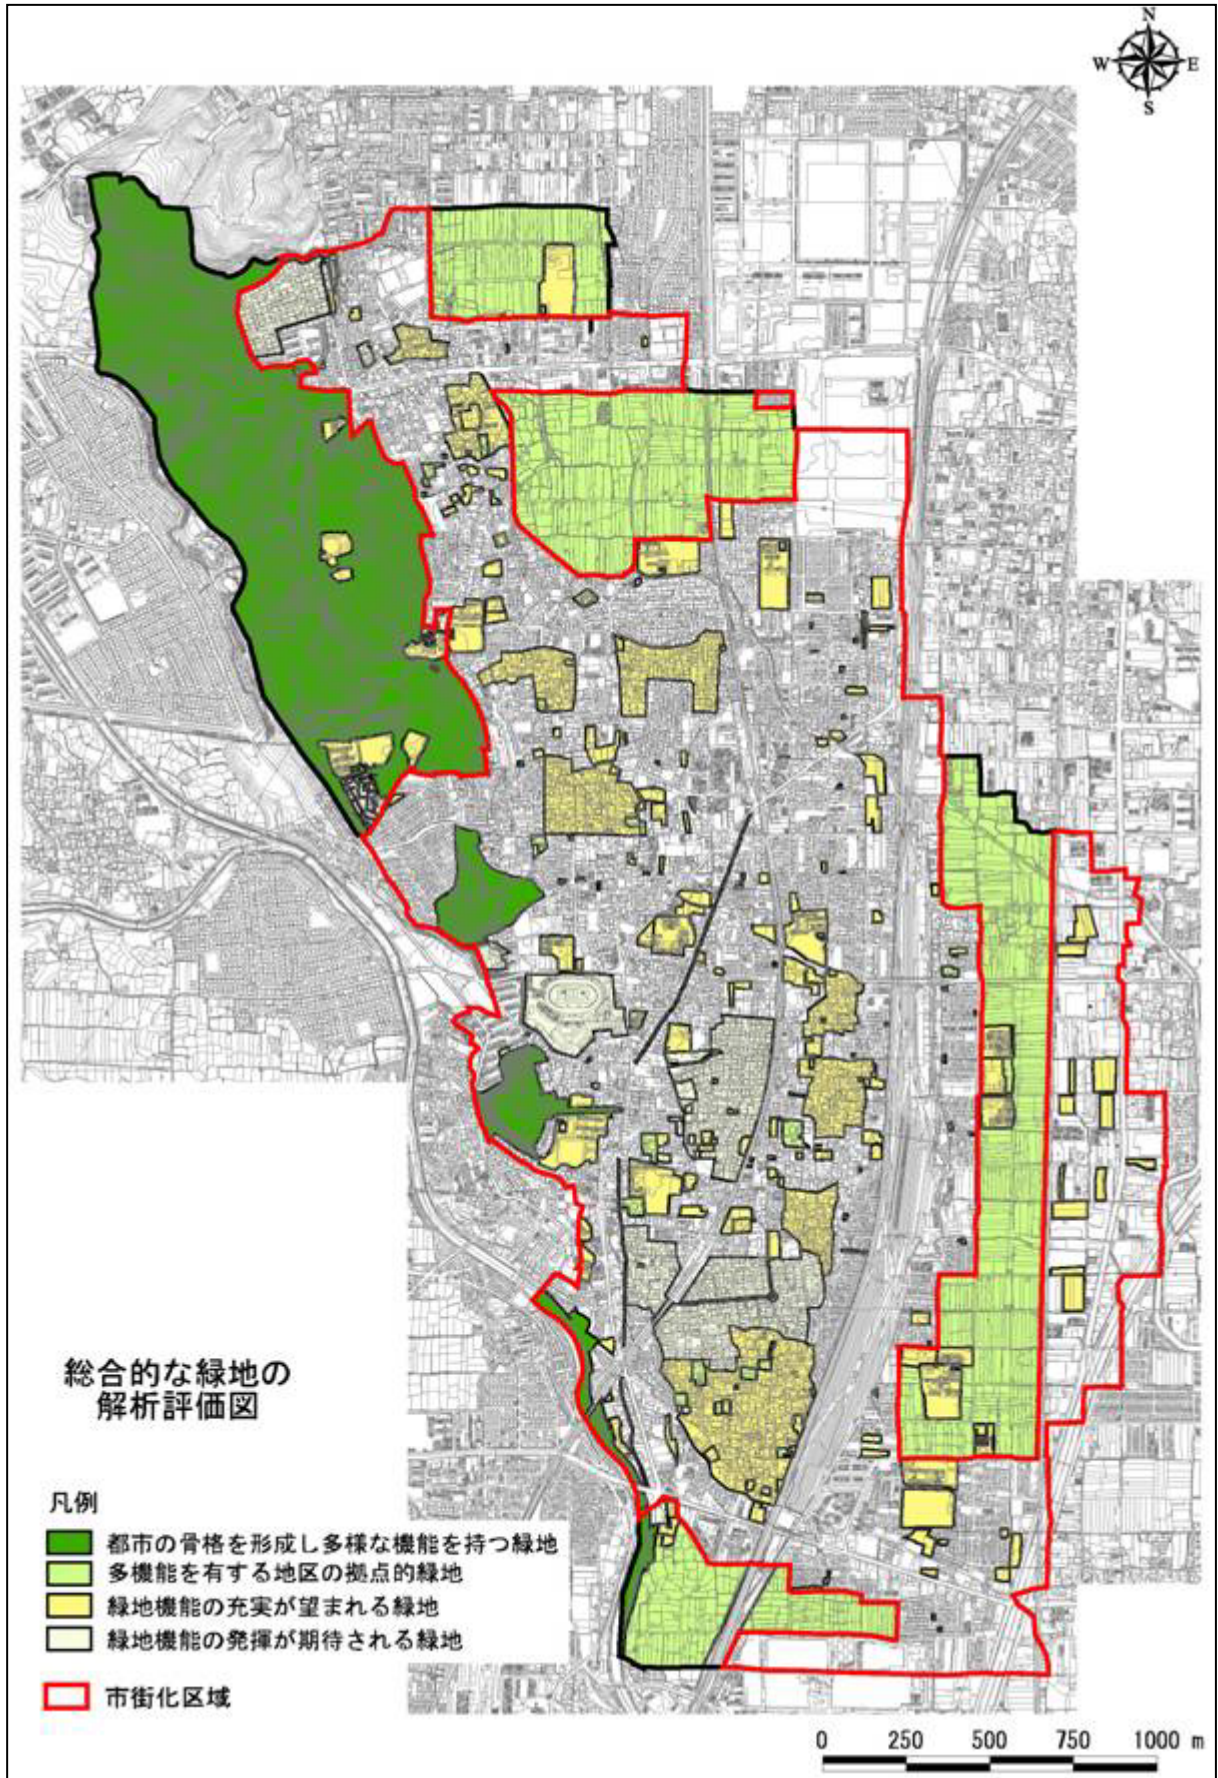 N
W E
S
総合的な緑地の
解析評価図
凡例
都市の骨格を形成し多様な機能を持つ緑地
多機能を有する地区の拠点的緑地
緑地機能の充実が望まれる緑地
緑地機能の発揮が期待される緑地
市街化区域
0 250 500 750 1000 m